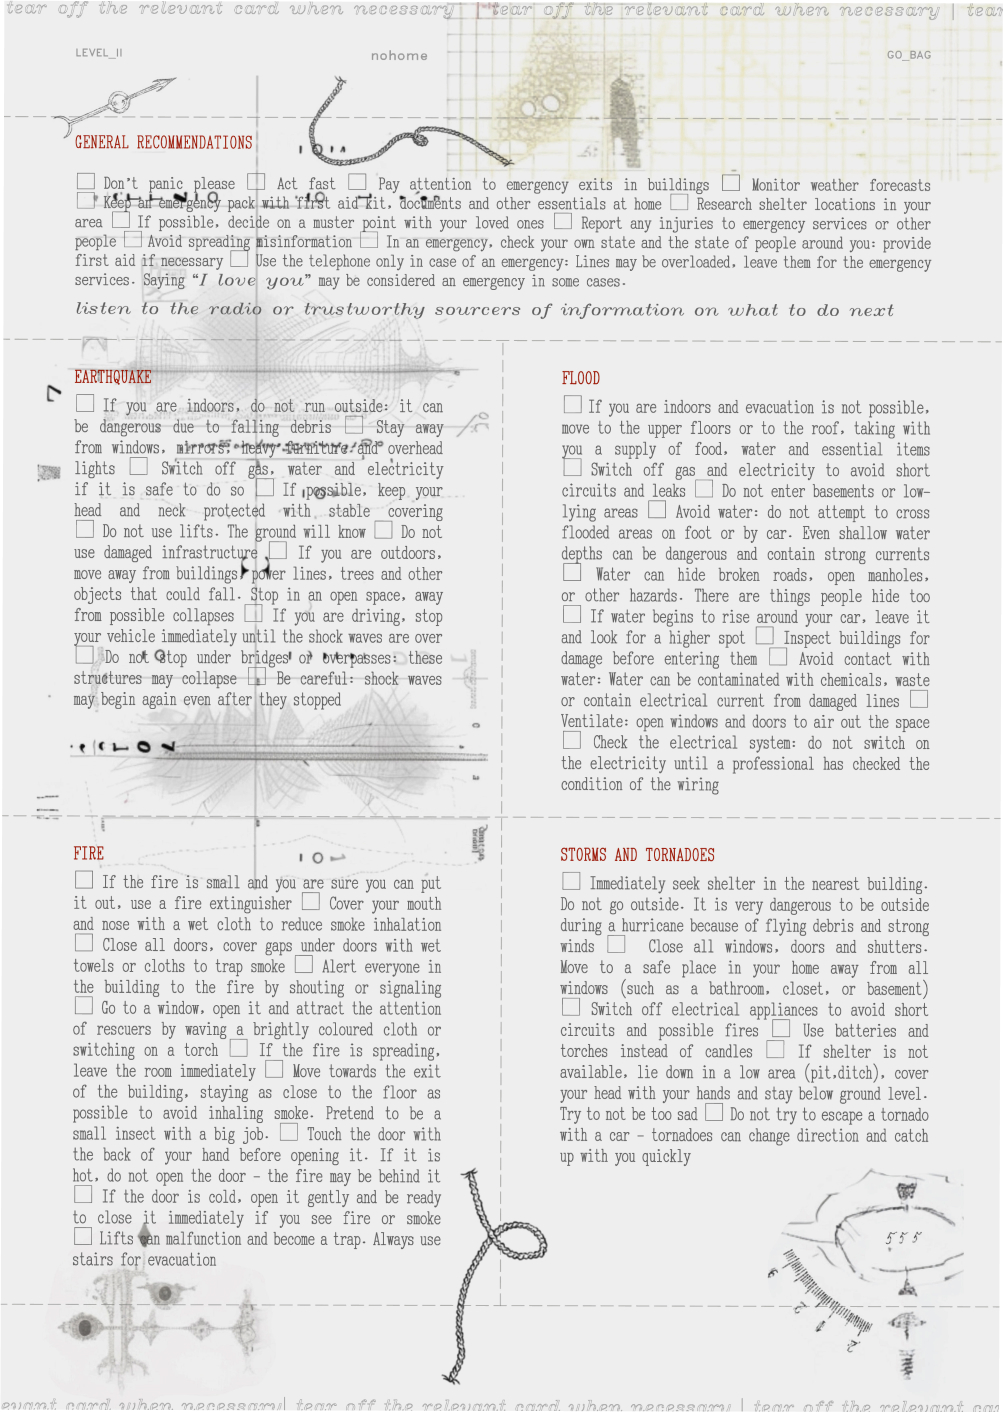 tear off the relevant card when necessary | tear off the relevant card when necessary | tear
LEVEL_II
nohome
GO_BAG
GENERAL RECOMMENDATIONS
☐ Don't panic please ☐ Act fast ☐ Pay attention to emergency exits in buildings ☐ Monitor weather forecasts
☐ Keep an emergency pack with first aid kit, documents and other essentials at home ☐ Research shelter locations in your
area ☐ If possible, decide on a muster point with your loved ones ☐ Report any injuries to emergency services or other
people ☐ Avoid spreading misinformation ☐ In an emergency, check your own state and the state of people around you: provide
first aid if necessary ☐ Use the telephone only in case of an emergency: Lines may be overloaded, leave them for the emergency
services. Saying “I love you” may be considered an emergency in some cases.
listen to the radio or trustworthy sourcers of information on what to do next
EARTHQUAKE
☐ If you are indoors, do not run outside: it can
be dangerous due to falling debris ☐ Stay away
from windows, mirrors, heavy furniture and overhead
lights ☐ Switch off gas, water and electricity
if it is safe to do so ☐ If possible, keep your
head and neck protected with stable covering
☐ Do not use lifts. The ground will know ☐ Do not
use damaged infrastructure ☐ If you are outdoors,
move away from buildings, power lines, trees and other
objects that could fall. Stop in an open space, away
from possible collapses ☐ If you are driving, stop
your vehicle immediately until the shock waves are over
☐ Do not stop under bridges or overpasses: these
structures may collapse ☐ Be careful: shock waves
may begin again even after they stopped
FLOOD
☐ If you are indoors and evacuation is not possible,
move to the upper floors or to the roof, taking with
you a supply of food, water and essential items
☐ Switch off gas and electricity to avoid short
circuits and leaks ☐ Do not enter basements or low-
lying areas ☐ Avoid water: do not attempt to cross
flooded areas on foot or by car. Even shallow water
depths can be dangerous and contain strong currents
☐ Water can hide broken roads, open manholes,
or other hazards. There are things people hide too
☐ If water begins to rise around your car, leave it
and look for a higher spot ☐ Inspect buildings for
damage before entering them ☐ Avoid contact with
water: Water can be contaminated with chemicals, waste
or contain electrical current from damaged lines ☐
Ventilate: open windows and doors to air out the space
☐ Check the electrical system: do not switch on
the electricity until a professional has checked the
condition of the wiring
FIRE
☐ If the fire is small and you are sure you can put
it out, use a fire extinguisher ☐ Cover your mouth
and nose with a wet cloth to reduce smoke inhalation
☐ Close all doors, cover gaps under doors with wet
towels or cloths to trap smoke ☐ Alert everyone in
the building to the fire by shouting or signaling
☐ Go to a window, open it and attract the attention
of rescuers by waving a brightly coloured cloth or
switching on a torch ☐ If the fire is spreading,
leave the room immediately ☐ Move towards the exit
of the building, staying as close to the floor as
possible to avoid inhaling smoke. Pretend to be a
small insect with a big job. ☐ Touch the door with
the back of your hand before opening it. If it is
hot, do not open the door – the fire may be behind it
☐ If the door is cold, open it gently and be ready
to close it immediately if you see fire or smoke
☐ Lifts can malfunction and become a trap. Always use
stairs for evacuation
STORMS AND TORNADOES
☐ Immediately seek shelter in the nearest building.
Do not go outside. It is very dangerous to be outside
during a hurricane because of flying debris and strong
winds ☐ Close all windows, doors and shutters.
Move to a safe place in your home away from all
windows (such as a bathroom, closet, or basement)
☐ Switch off electrical appliances to avoid short
circuits and possible fires ☐ Use batteries and
torches instead of candles ☐ If shelter is not
available, lie down in a low area (pit,ditch), cover
your head with your hands and stay below ground level.
Try to not be too sad ☐ Do not try to escape a tornado
with a car – tornadoes can change direction and catch
up with you quickly
555
evant card when necessary | tear off the relevant card when necessary | tear off the relevant car